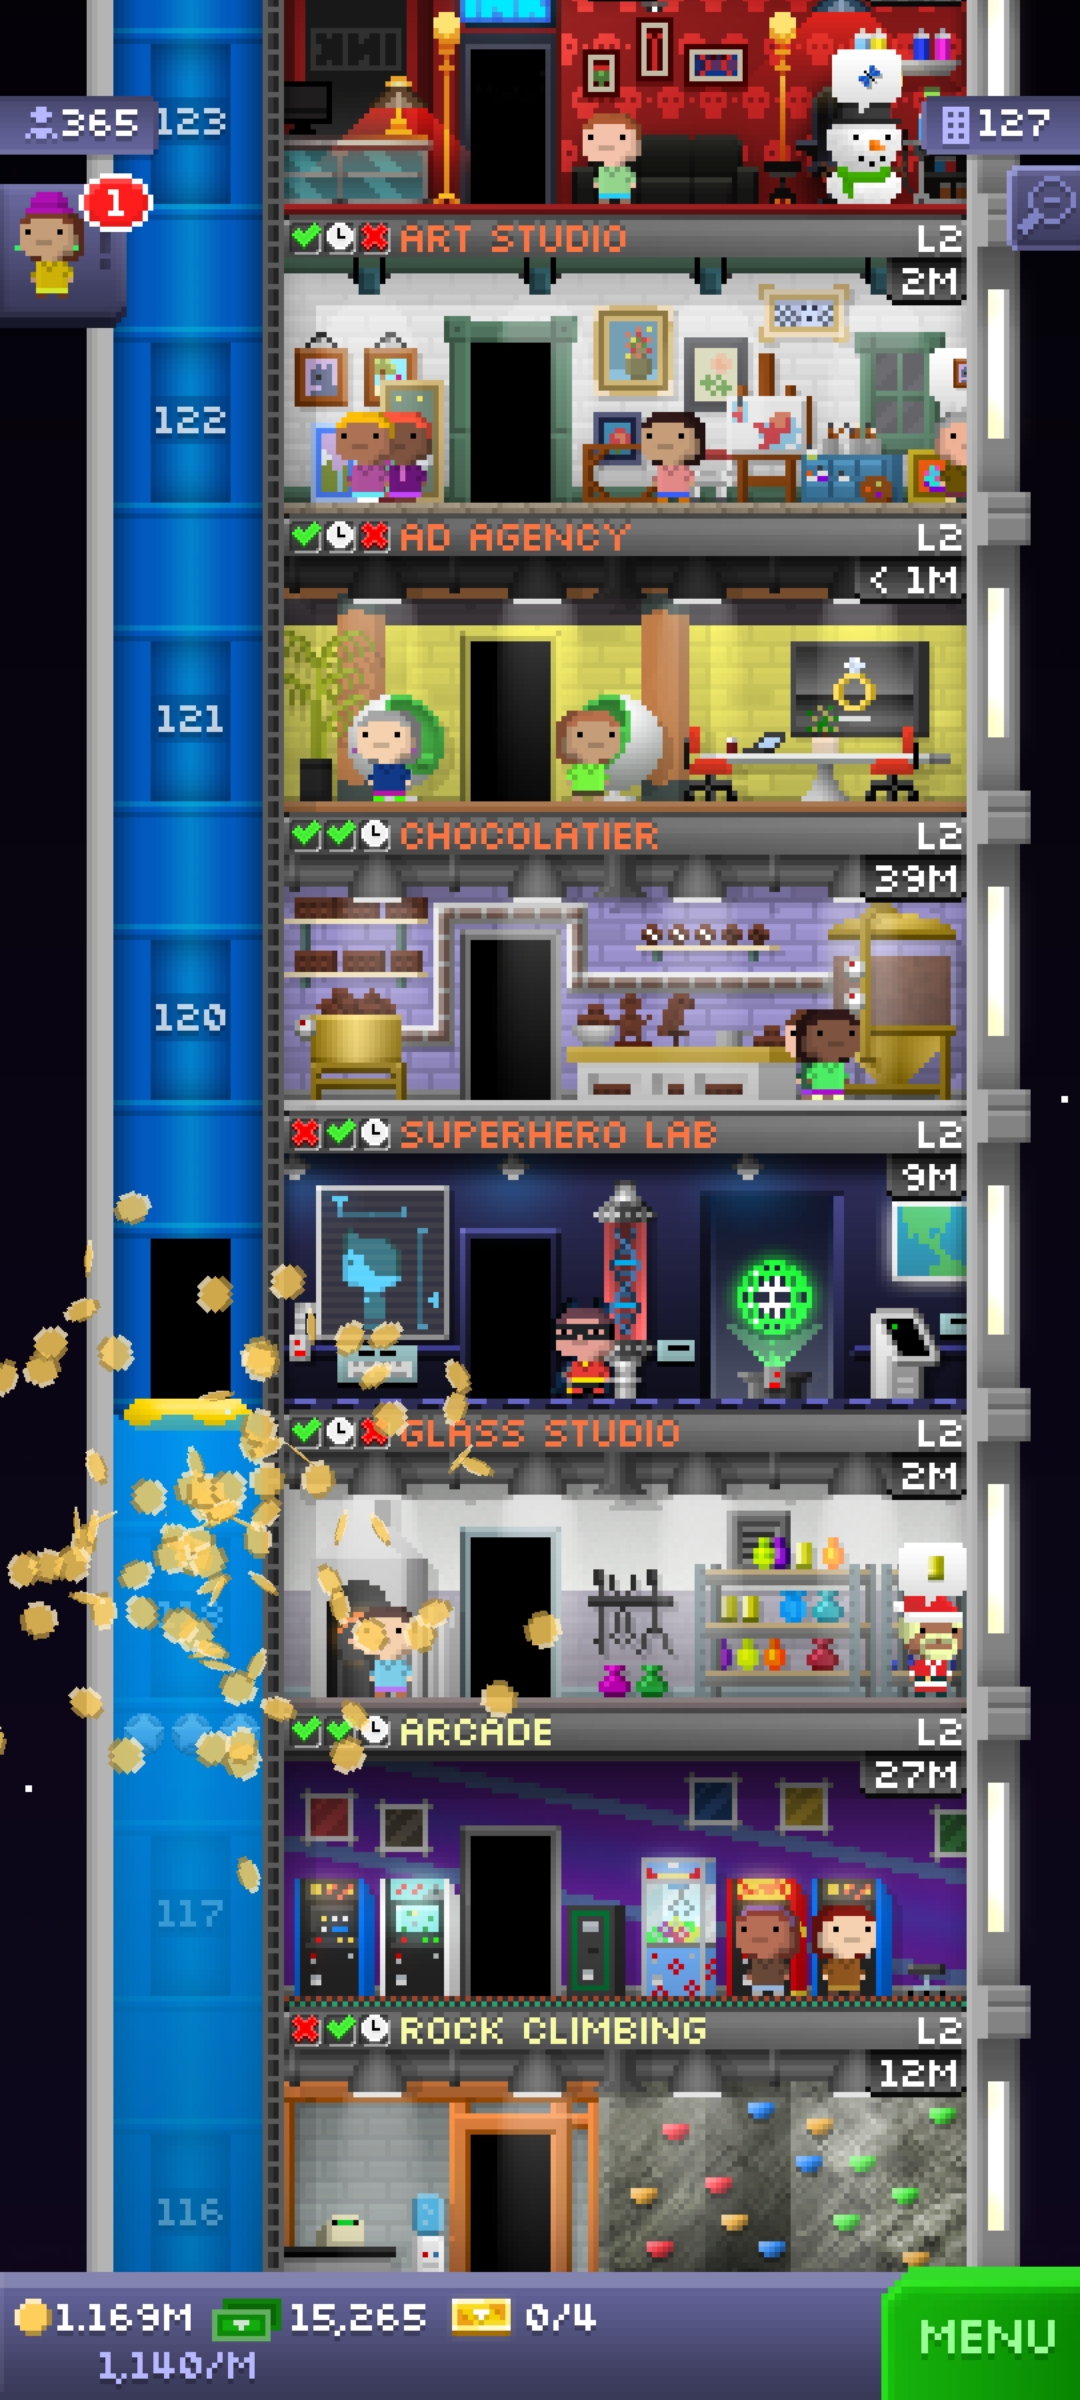 INK
INK
365
123
127
1
ART STUDIO L2
2M
122
AD AGENCY L2
< 1M
121
CHOCOLATIER L2
39M
120
SUPERHERO LAB L2
9M
GLASS STUDIO L2
2M
ARCADE L2
27M
117
ROCK CLIMBING L2
12M
116
1.169M 15,265 0/4
1,140/M
MENU